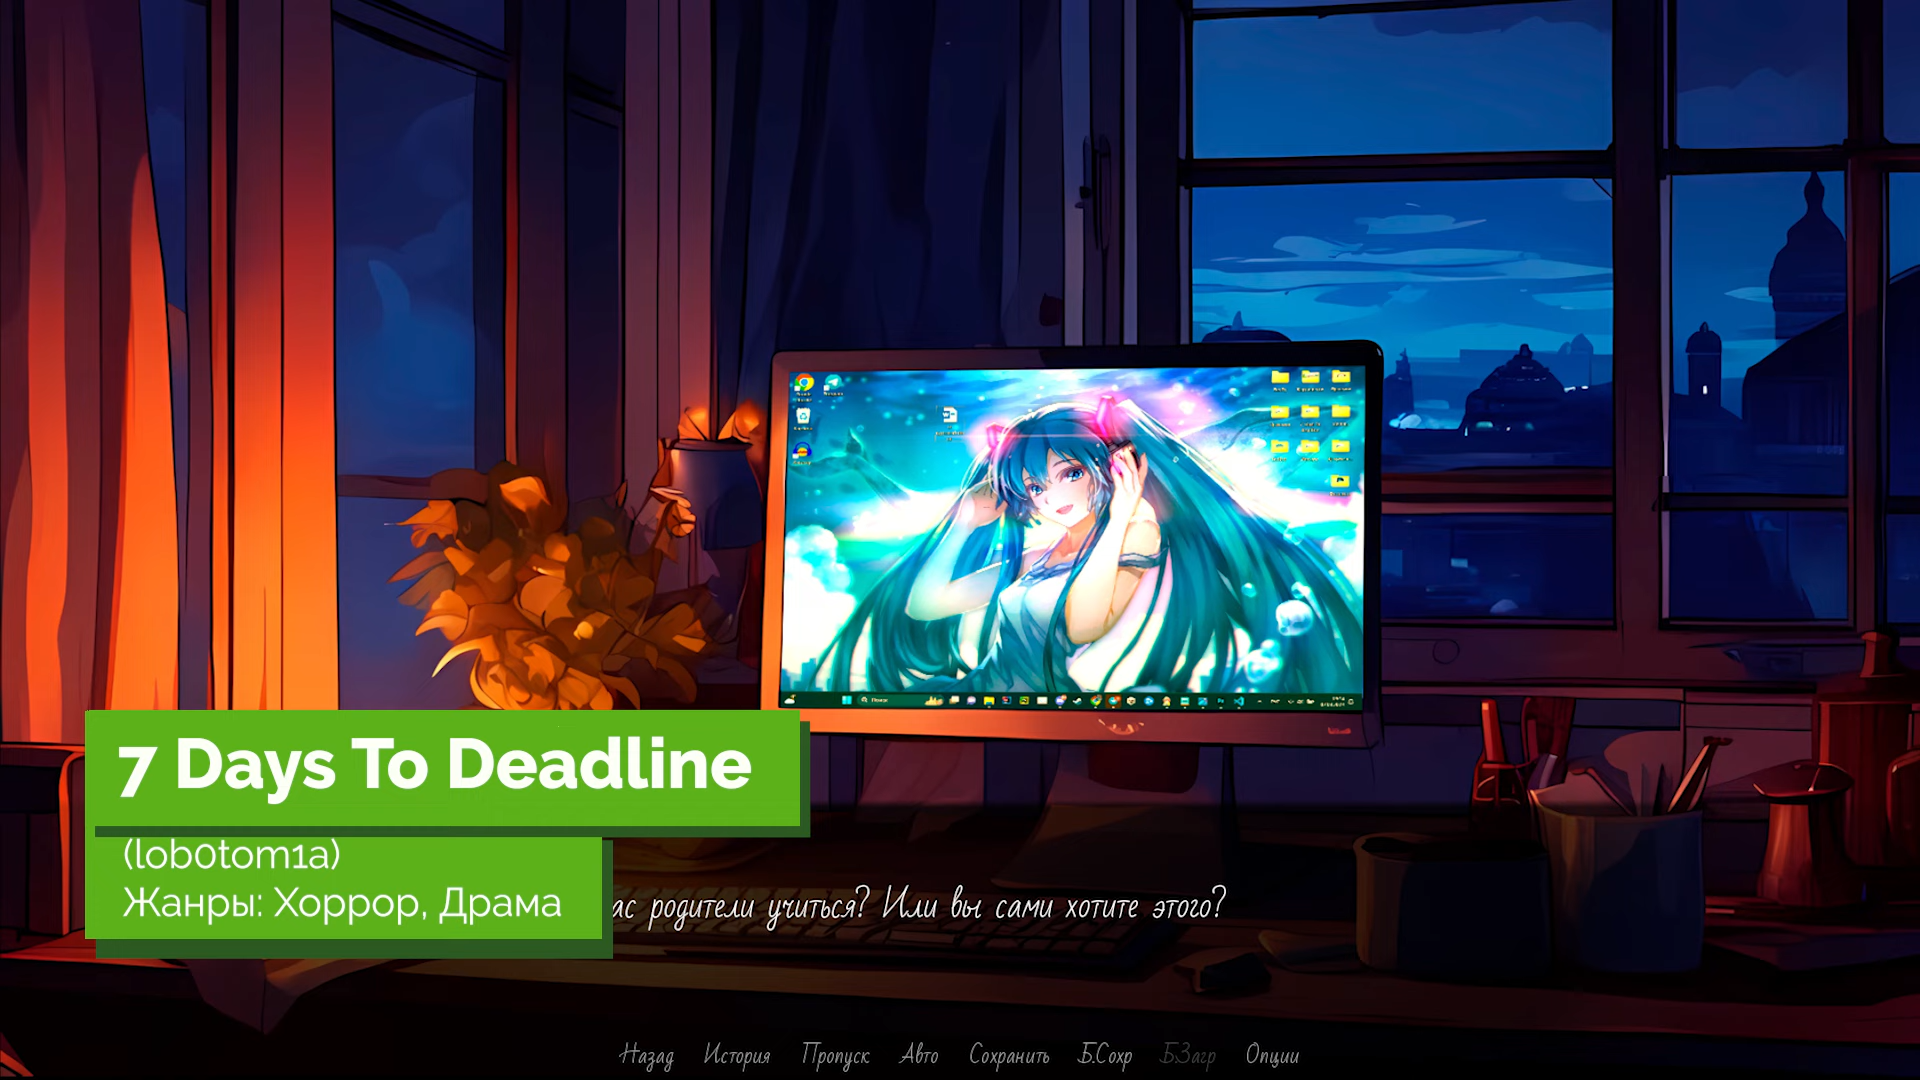 7 Days To Deadline
(lob0tom1a)
Жанры: Хоррор, Драма
ас родители учиться? Или вы сами хотите этого?
Назад История Пропуск Авто Сохранить Б.Сохр Б.Загр Опции